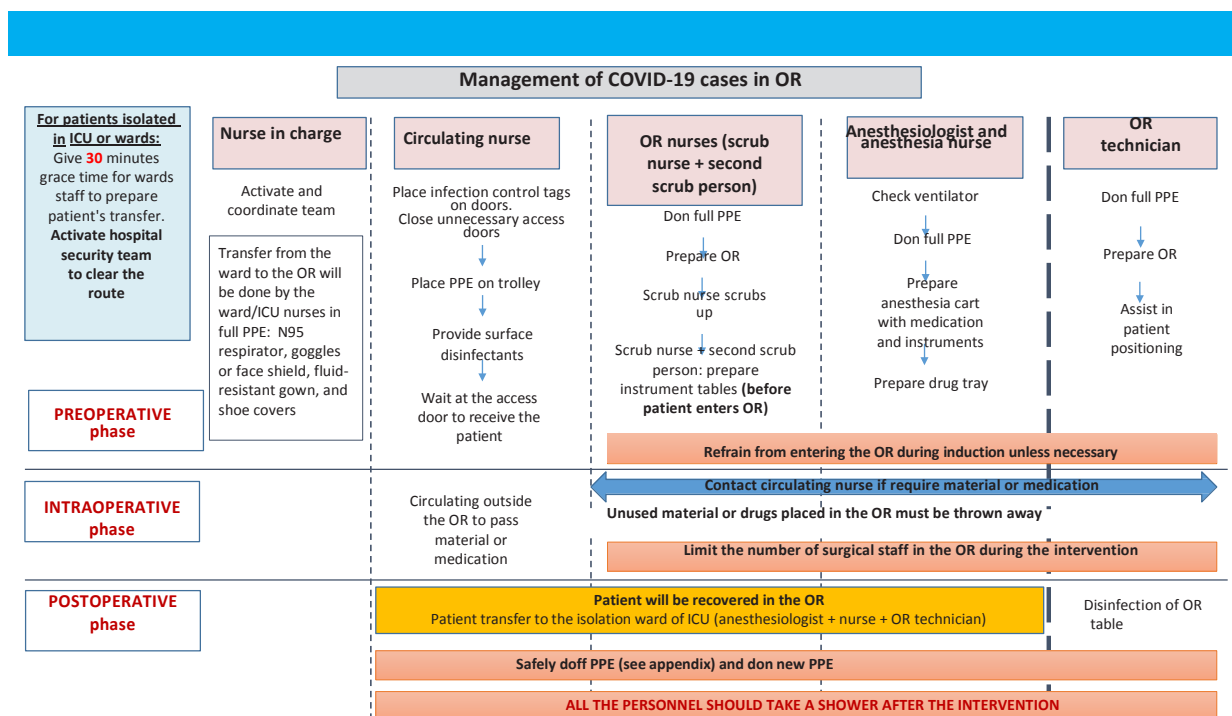 Management of COVID-19 cases in OR
For patients isolated
in ICU or wards:
Give 30 minutes
grace time for wards
staff to prepare
patient's transfer.
Activate hospital
security team
to clear the
route
Nurse in charge
Activate and
coordinate team
Transfer from the
ward to the OR will
be done by the
ward/ICU nurses in
full PPE: N95
respirator, goggles
or face shield, fluid-
resistant gown, and
shoe covers
Circulating nurse
Place infection control tags
on doors.
Close unnecessary access
doors
Place PPE on trolley
Provide surface
disinfectants
Wait at the access
door to receive the
patient
OR nurses (scrub
nurse + second
scrub person)
Don full PPE
Prepare OR
Scrub nurse scrubs
up
Scrub nurse + second scrub
person: prepare
instrument tables (before
patient enters OR)
Anesthesiologist and
anesthesia nurse
Check ventilator
Don full PPE
Prepare
anesthesia cart
with medication
and instruments
Prepare drug tray
OR
technician
Don full PPE
Prepare OR
Assist in
patient
positioning
PREOPERATIVE
phase
Refrain from entering the OR during induction unless necessary
INTRAOPERATIVE
phase
Circulating outside
the OR to pass
material or
medication
Contact circulating nurse if require material or medication
Unused material or drugs placed in the OR must be thrown away
Limit the number of surgical staff in the OR during the intervention
POSTOPERATIVE
phase
Patient will be recovered in the OR
Patient transfer to the isolation ward of ICU (anesthesiologist + nurse + OR technician)
Disinfection of OR
table
Safely doff PPE (see appendix) and don new PPE
ALL THE PERSONNEL SHOULD TAKE A SHOWER AFTER THE INTERVENTION